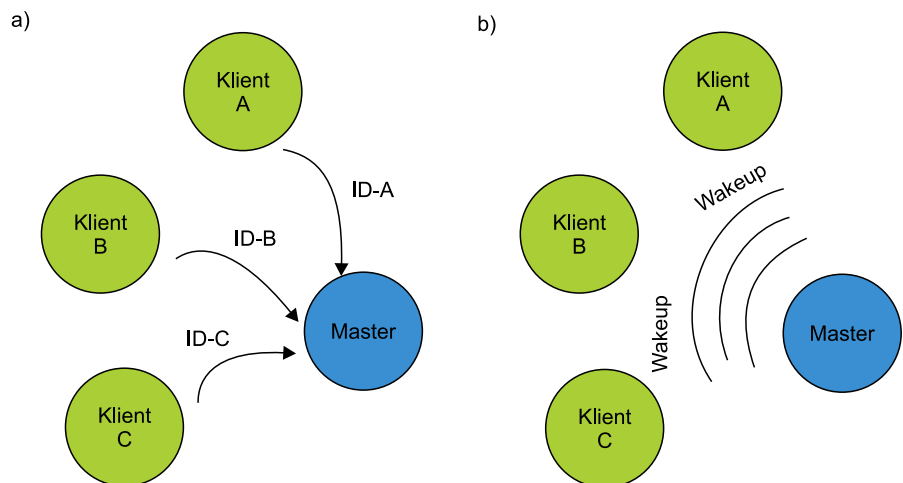 a)
Klient
A
ID-A
Klient
B
ID-B
Master
ID-C
Klient
C
b)
Klient
A
Wakeup
Klient
B
Wakeup
Master
Klient
C